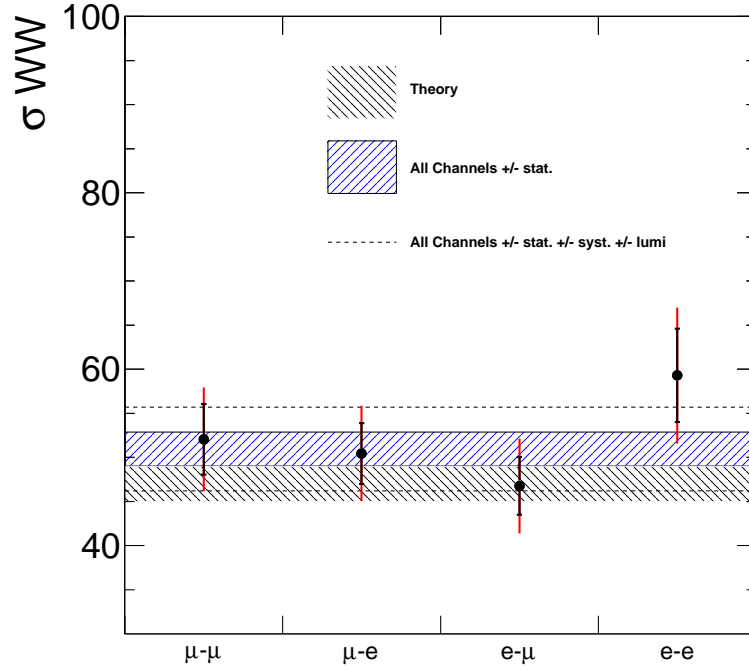 100
σ WW
Theory
All Channels +/- stat.
80
All Channels +/- stat. +/- syst. +/- lumi
60
40
μ-μ μ-e e-μ e-e